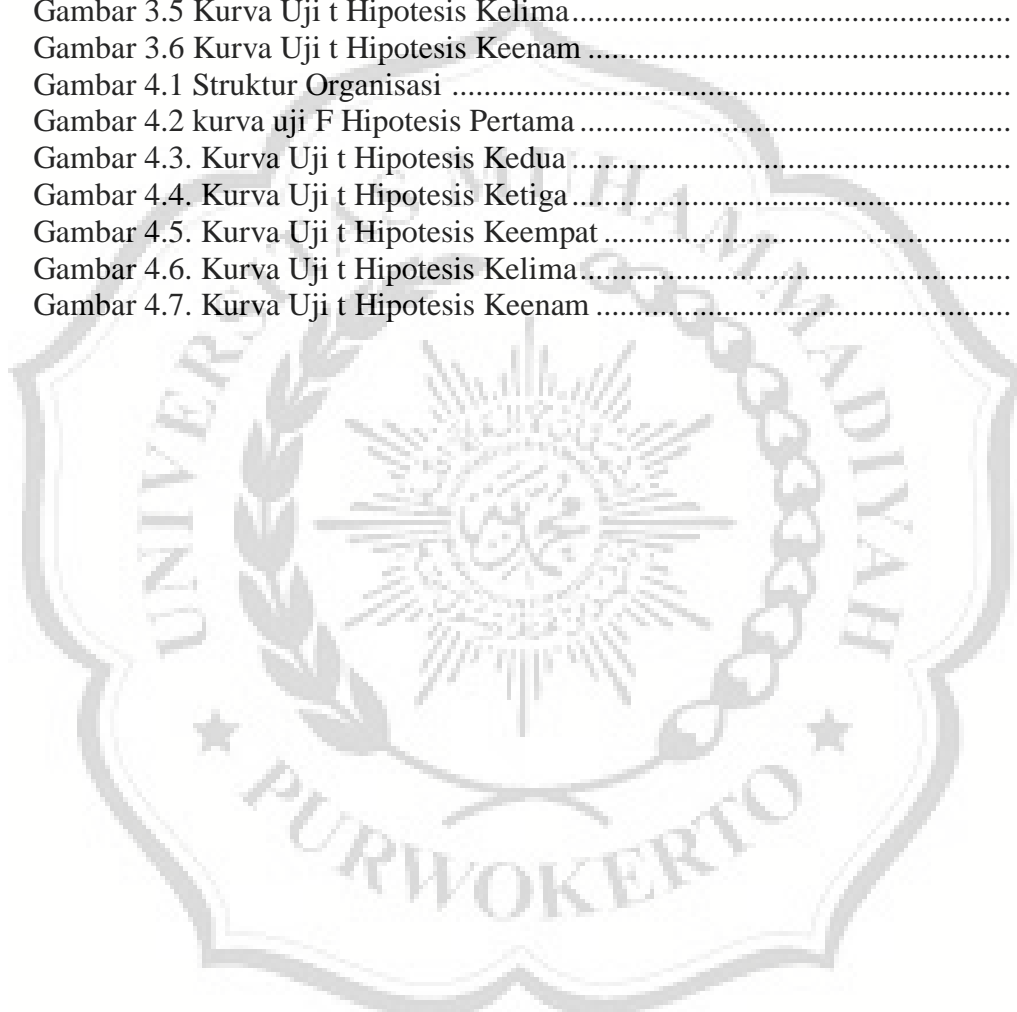 Gambar 3.5 Kurva Uji t Hipotesis Kelima................................................
Gambar 3.6 Kurva Uji t Hipotesis Keenam................................................
Gambar 4.1 Struktur Organisasi................................................
Gambar 4.2 kurva uji F Hipotesis Pertama................................................
Gambar 4.3. Kurva Uji t Hipotesis Kedua................................................
Gambar 4.4. Kurva Uji t Hipotesis Ketiga................................................
Gambar 4.5. Kurva Uji t Hipotesis Keempat................................................
Gambar 4.6. Kurva Uji t Hipotesis Kelima................................................
Gambar 4.7. Kurva Uji t Hipotesis Keenam................................................
UNIVERSITAS MUHAMMADIYAH
محمد
PURWOKERTO